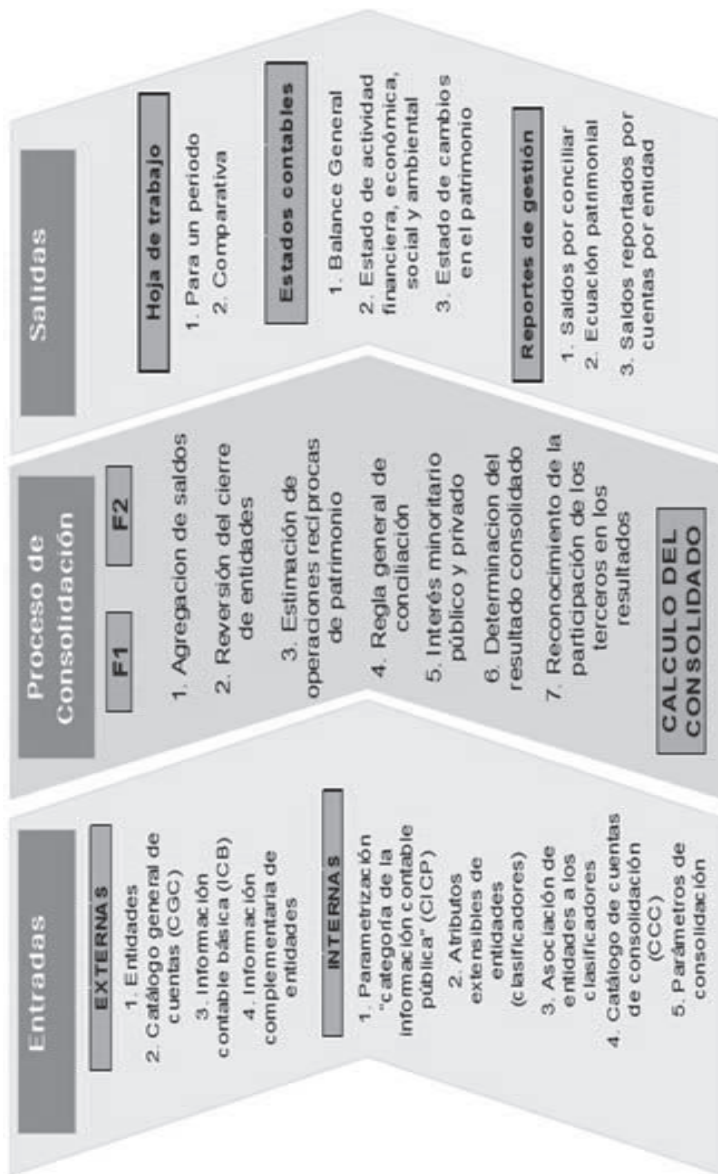 Entradas
EXTERNAS
1. Entidades
2. Catálogo general de
cuentas (CGC)
3. Información
contable básica (ICB)
4. Información
complementaria de
entidades
INTERNAS
1. Parametrización
"categoría de la
información contable
pública" (CICP)
2. Atributos
extensibles de
entidades
(clasificadores)
3. Asociación de
entidades a los
clasificadores
4. Catálogo de cuentas
de consolidación
(CCC)
5. Parámetros de
consolidación
Proceso de
Consolidación
F1 F2
1. Agregacion de saldos
2. Reversión del cierre
de entidades
3. Estimación de
operaciones recíprocas
de patrimonio
4. Regla general de
conciliación
5. Interés minoritario
público y privado
6. Determinacion del
resultado consolidado
7. Reconocimiento de la
participación de los
terceros en los
resultados
CALCULO DEL
CONSOLIDADO
Salidas
Hoja de trabajo
1. Para un periodo
2. Comparativa
Estados contables
1. Balance General
2. Estado de actividad
financiera, económica,
social y ambiental
3. Estado de cambios
en el patrimonio
Reportes de gestión
1. Saldos por conciliar
2. Ecuación patrimonial
3. Saldos reportados por
cuentas por entidad